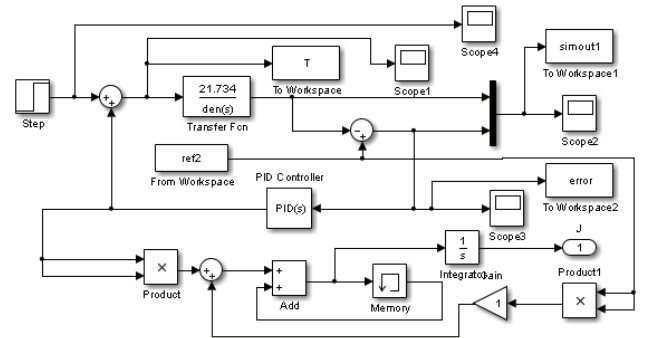 Scope4
simout1
To Workspace1
T
To Workspace
Scope1
Step
21.734
den(s)
Transfer Fcn
Scope2
ref2
From Workspace
PID Controller
PID(s)
error
To Workspace2
Scope3
Product
Add
Memory
1
s
Integrator
Gain
1
J
1
Product1